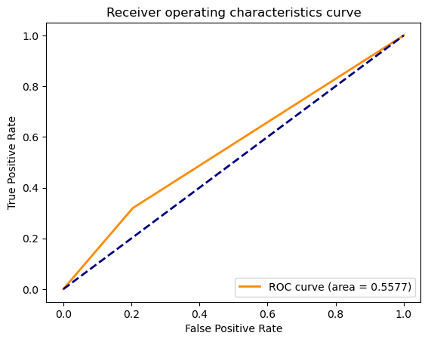 Receiver operating characteristics curve
True Positive Rate
1.0
0.8
0.6
0.4
0.2
0.0
ROC curve (area = 0.5577)
0.0 0.2 0.4 0.6 0.8 1.0
False Positive Rate